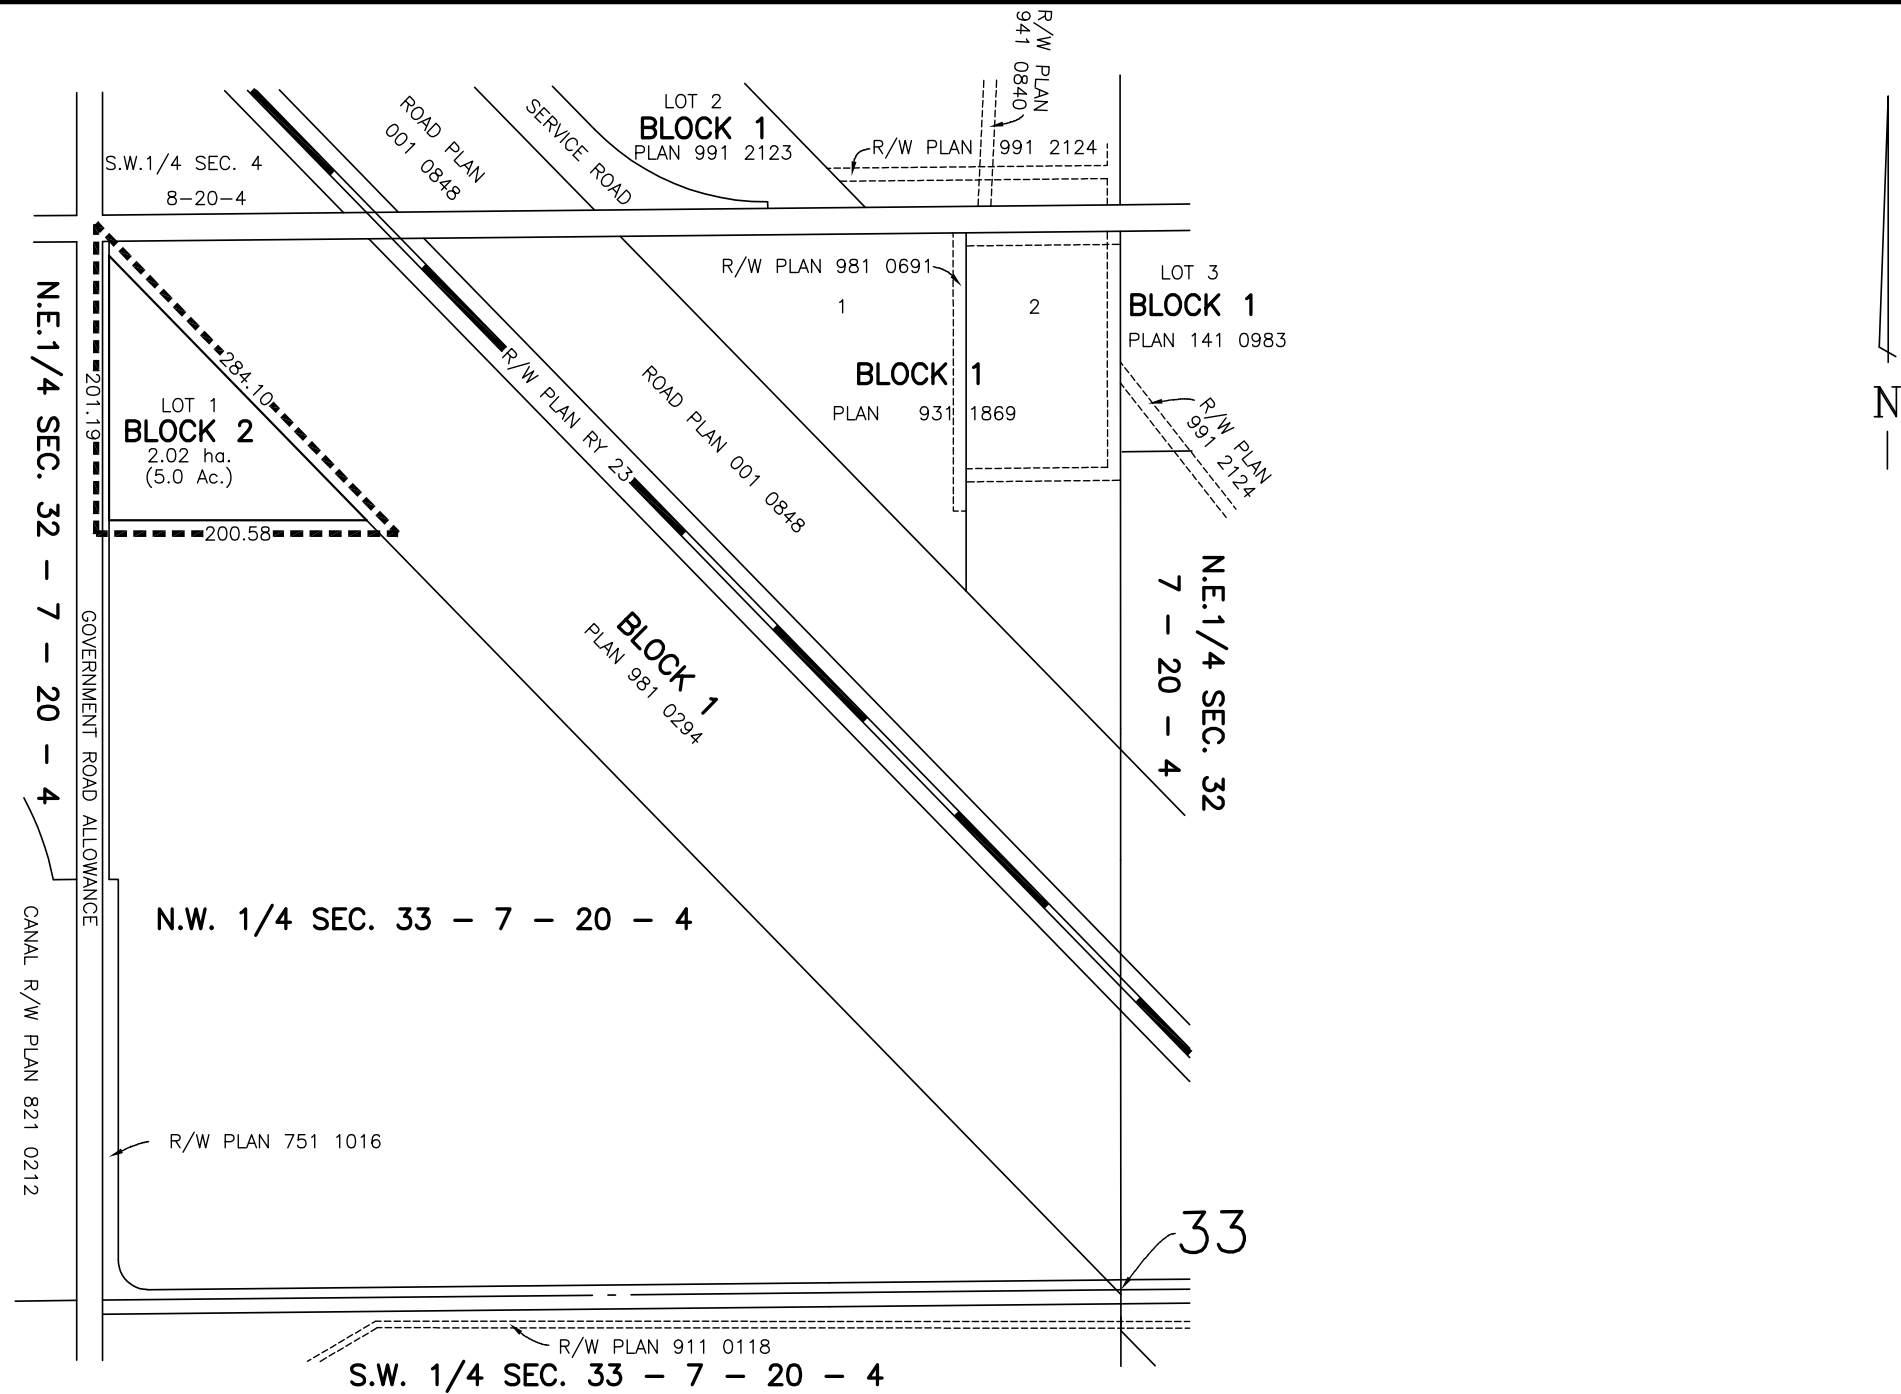 R/W PLAN
941 0840
LOT 2
BLOCK 1
PLAN 991 2123
ROAD PLAN
001 0848
SERVICE ROAD
R/W PLAN 991 2124
S.W.1/4 SEC. 4
8-20-4
R/W PLAN 981 0691
1
2
LOT 3
BLOCK 1
PLAN 141 0983
BLOCK 1
PLAN 931 1869
R/W PLAN
991 2124
N
N.E.1/4 SEC. 32 - 7 - 20 - 4
201.19
284.10
LOT 1
BLOCK 2
2.02 ha.
(5.0 Ac.)
200.58
R/W PLAN RY 23
ROAD PLAN 001 0848
BLOCK 1
PLAN 981 0294
N.E.1/4 SEC. 32
7 - 20 - 4
GOVERNMENT ROAD ALLOWANCE
N.W. 1/4 SEC. 33 - 7 - 20 - 4
CANAL R/W PLAN 821 0212
R/W PLAN 751 1016
33
R/W PLAN 911 0118
S.W. 1/4 SEC. 33 - 7 - 20 - 4